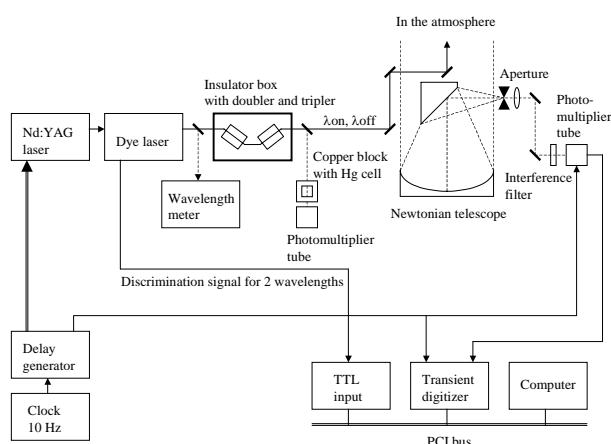 In the atmosphere
Insulator box
with doubler and tripler
Aperture
Nd:YAG
laser
Dye laser
λon, λoff
Photo-
multiplier
tube
Copper block
with Hg cell
Wavelength
meter
Interference
filter
Newtonian telescope
Photomultiplier
tube
Discrimination signal for 2 wavelengths
Delay
generator
TTL
input
Transient
digitizer
Computer
Clock
10 Hz
PCI bus